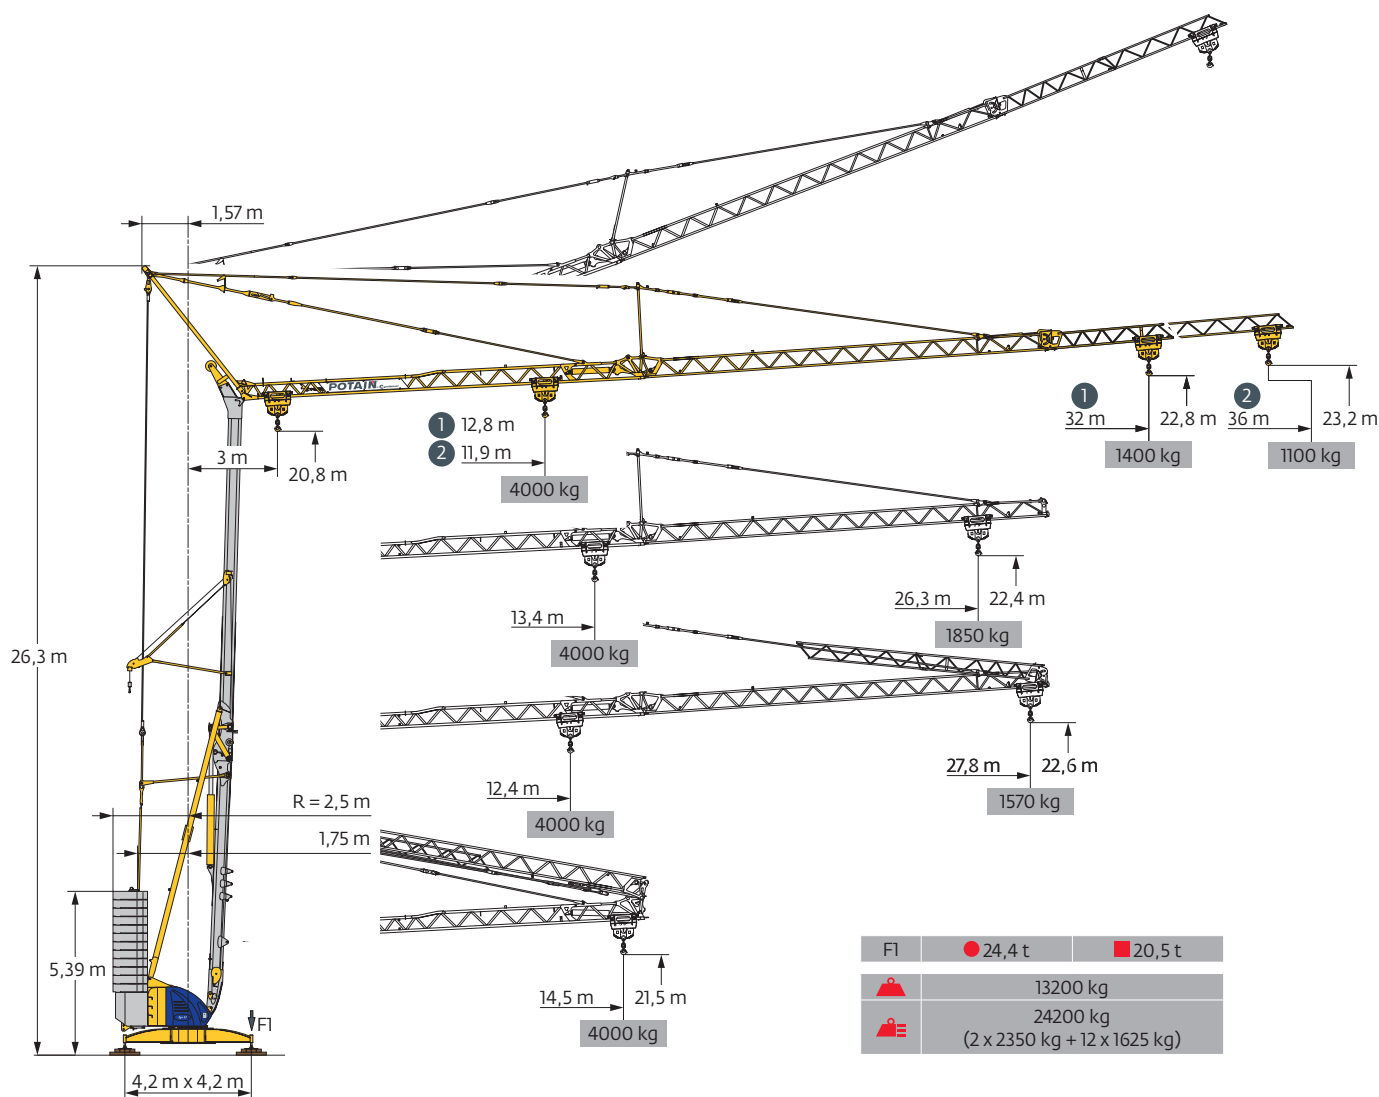 1,57 m
POTAIN
1 12,8 m
2 11,9 m
4000 kg
3 m
20,8 m
1
32 m
22,8 m
1400 kg
2
36 m
23,2 m
1100 kg
13,4 m
4000 kg
26,3 m
22,4 m
1850 kg
26,3 m
12,4 m
4000 kg
27,8 m
22,6 m
1570 kg
R = 2,5 m
1,75 m
5,39 m
14,5 m
21,5 m
4000 kg
F1
4,2 m x 4,2 m
F1 24,4 t 20,5 t
13200 kg
24200 kg
(2 x 2350 kg + 12 x 1625 kg)